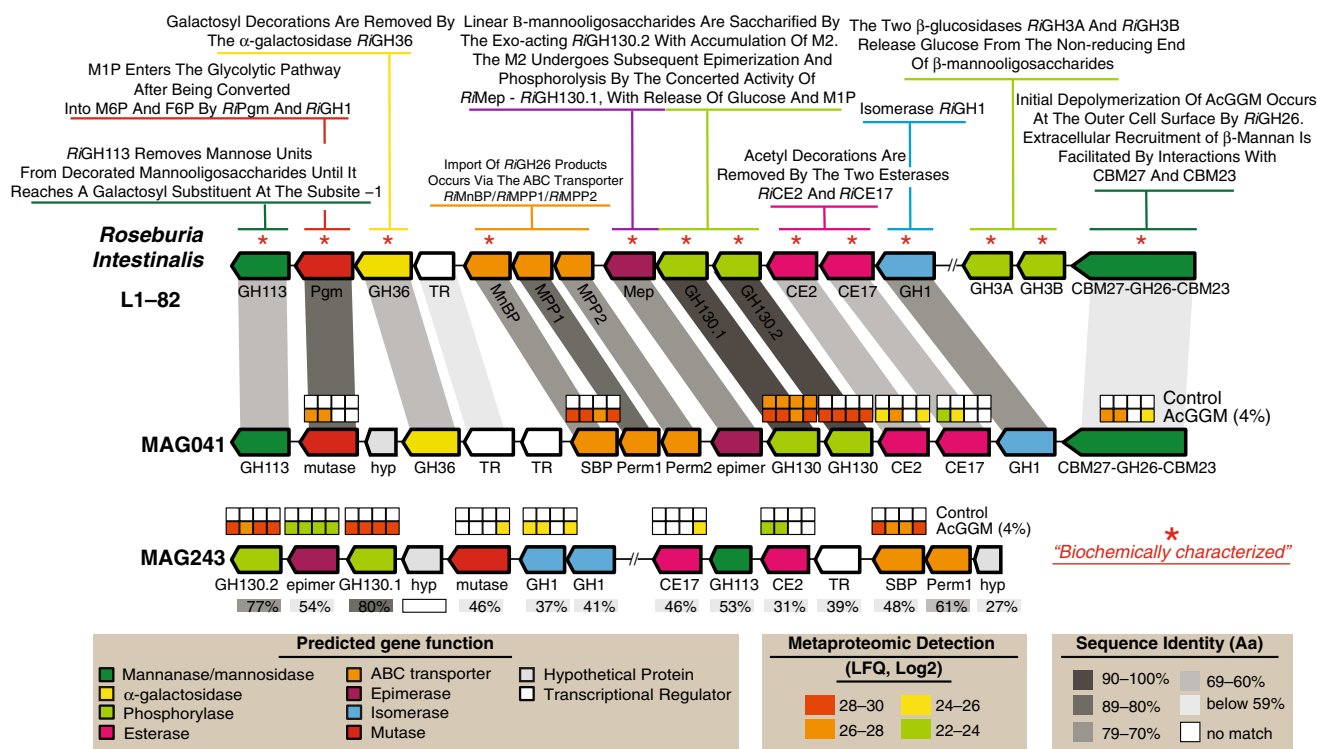 Galactosyl Decorations Are Removed By
The α-galactosidase RiGH36
Linear B-mannooligosaccharides Are Saccharified By
The Exo-acting RiGH130.2 With Accumulation Of M2.
The M2 Undergoes Subsequent Epimerization And
Phosphorolysis By The Concerted Activity Of
RiMep - RiGH130.1, With Release Of Glucose And M1P
The Two β-glucosidases RiGH3A And RiGH3B
Release Glucose From The Non-reducing End
Of β-mannooligosaccharides
M1P Enters The Glycolytic Pathway
After Being Converted
Into M6P And F6P By RiPgm And RiGH1
Isomerase RiGH1
Initial Depolymerization Of AcGGM Occurs
At The Outer Cell Surface By RiGH26.
Extracellular Recruitment of β-Mannan Is
Facilitated By Interactions With
CBM27 And CBM23
RiGH113 Removes Mannose Units
From Decorated Mannooligosaccharides Until It
Reaches A Galactosyl Substituent At The Subsite −1
Import Of RiGH26 Products
Occurs Via The ABC Transporter
RiMnBP/RiMPP1/RiMPP2
Acetyl Decorations Are
Removed By The Two Esterases
RiCE2 And RiCE17
Roseburia
Intestinalis
L1–82
* * * * * * * * * * * * *
//
GH113 Pgm GH36 TR MnBP MPP1 MPP2 Mep GH130.1 GH130.2 CE2 CE17 GH1 GH3A GH3B CBM27-GH26-CBM23
Control
AcGGM (4%)
MAG041
GH113 mutase hyp GH36 TR TR SBP Perm1 Perm2 epimer GH130 GH130 CE2 CE17 GH1 CBM27-GH26-CBM23
Control
AcGGM (4%)
MAG243
//
GH130.2 epimer GH130.1 hyp mutase GH1 GH1 CE17 GH113 CE2 TR SBP Perm1 hyp
77% 54% 80% 46% 37% 41% 46% 53% 31% 39% 48% 61% 27%
*
“Biochemically characterized”
Predicted gene function
Mannanase/mannosidase
α-galactosidase
Phosphorylase
Esterase
ABC transporter
Epimerase
Isomerase
Mutase
Hypothetical Protein
Transcriptional Regulator
Metaproteomic Detection
(LFQ, Log2)
28–30
26–28
24–26
22–24
Sequence Identity (Aa)
90–100%
89–80%
79–70%
69–60%
below 59%
no match